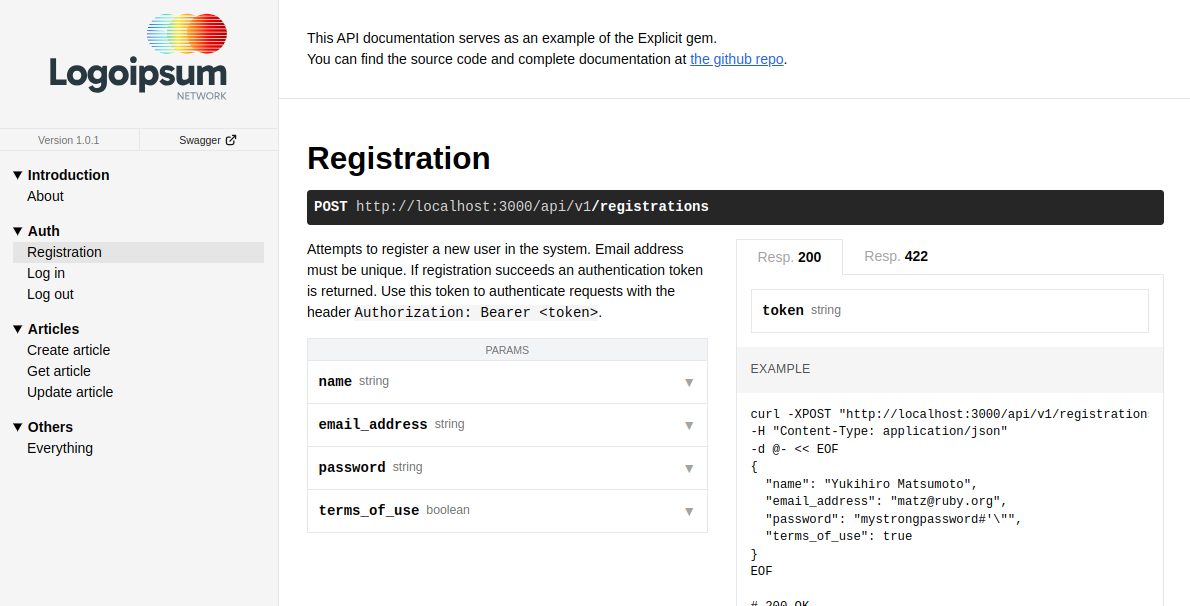 Logoipsum
NETWORK
Version 1.0.1
Swagger
▼ Introduction
About
▼ Auth
Registration
Log in
Log out
▼ Articles
Create article
Get article
Update article
▼ Others
Everything
This API documentation serves as an example of the Explicit gem.
You can find the source code and complete documentation at the github repo.
Registration
POST http://localhost:3000/api/v1/registrations
Attempts to register a new user in the system. Email address
must be unique. If registration succeeds an authentication token
is returned. Use this token to authenticate requests with the
header Authorization: Bearer <token>.
PARAMS
name string ▼
email_address string ▼
password string ▼
terms_of_use boolean ▼
Resp. 200
Resp. 422
token string
EXAMPLE
curl -XPOST "http://localhost:3000/api/v1/registrations
-H "Content-Type: application/json"
-d @- << EOF
{
  "name": "Yukihiro Matsumoto",
  "email_address": "matz@ruby.org",
  "password": "mystrongpassword#'\"",
  "terms_of_use": true
}
EOF
# 200 OK